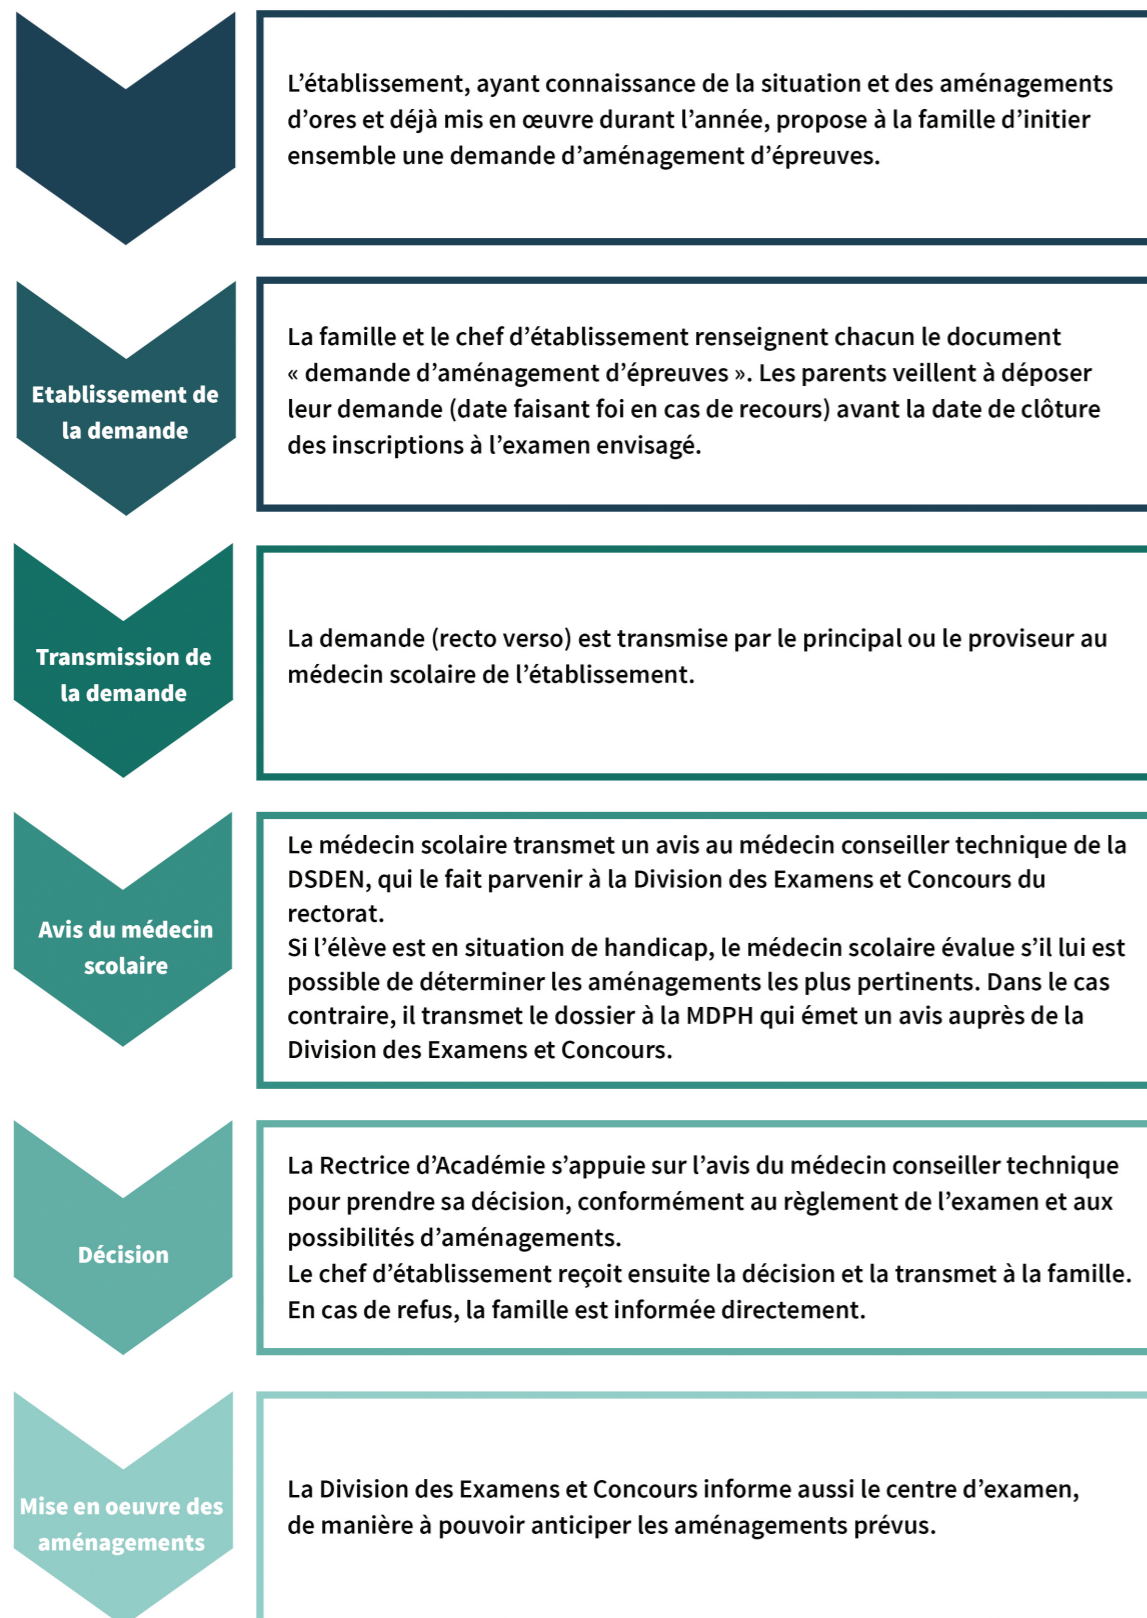 L’établissement, ayant connaissance de la situation et des aménagements
d’ores et déjà mis en œuvre durant l’année, propose à la famille d’initier
ensemble une demande d’aménagement d’épreuves.
Etablissement de
la demande
La famille et le chef d’établissement renseignent chacun le document
« demande d’aménagement d’épreuves ». Les parents veillent à déposer
leur demande (date faisant foi en cas de recours) avant la date de clôture
des inscriptions à l’examen envisagé.
Transmission de
la demande
La demande (recto verso) est transmise par le principal ou le proviseur au
médecin scolaire de l’établissement.
Avis du médecin
scolaire
Le médecin scolaire transmet un avis au médecin conseiller technique de la
DSDEN, qui le fait parvenir à la Division des Examens et Concours du
rectorat.
Si l’élève est en situation de handicap, le médecin scolaire évalue s’il lui est
possible de déterminer les aménagements les plus pertinents. Dans le cas
contraire, il transmet le dossier à la MDPH qui émet un avis auprès de la
Division des Examens et Concours.
Décision
La Rectrice d’Académie s’appuie sur l’avis du médecin conseiller technique
pour prendre sa décision, conformément au règlement de l’examen et aux
possibilités d’aménagements.
Le chef d’établissement reçoit ensuite la décision et la transmet à la famille.
En cas de refus, la famille est informée directement.
Mise en oeuvre des
aménagements
La Division des Examens et Concours informe aussi le centre d’examen,
de manière à pouvoir anticiper les aménagements prévus.